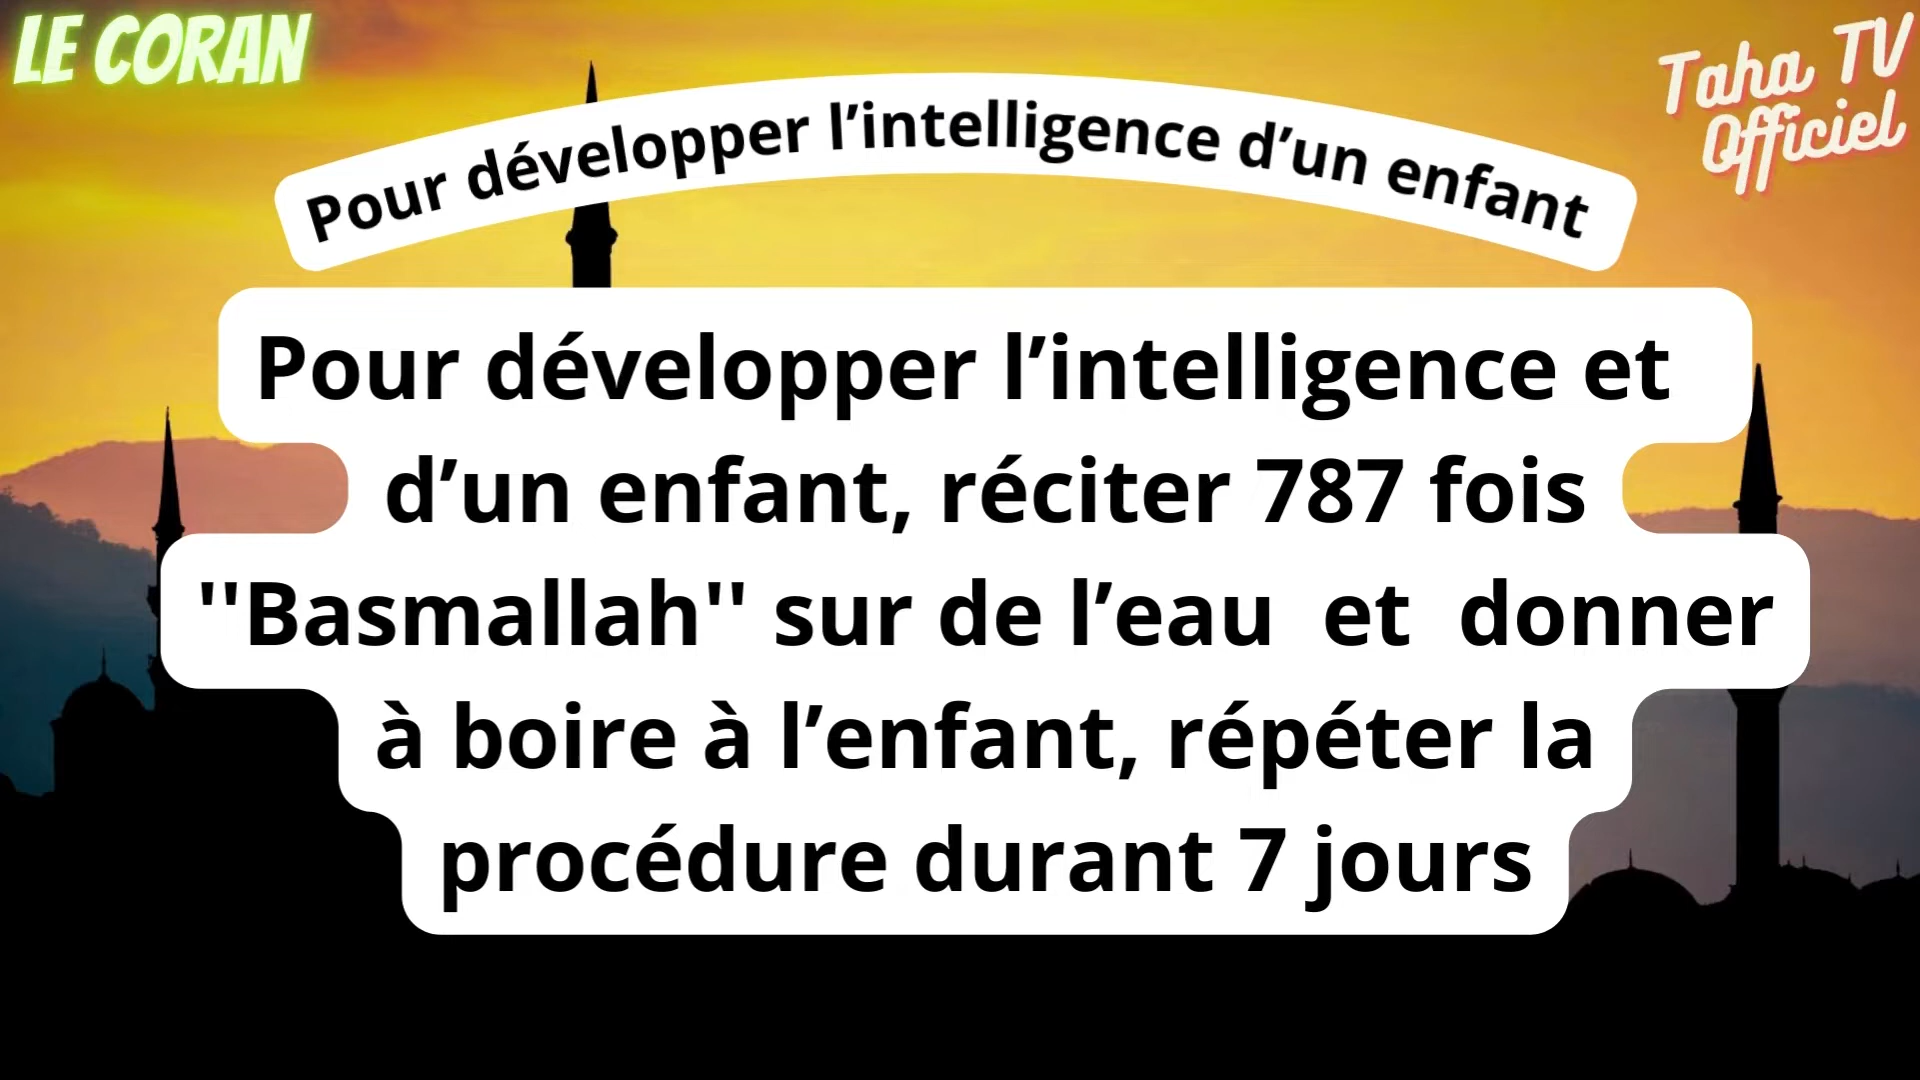 LE CORAN
Taha TV
Officiel
Pour développer l’intelligence d’un enfant
Pour développer l’intelligence et
d’un enfant, réciter 787 fois
''Basmallah'' sur de l’eau  et  donner
à boire à l’enfant, répéter la
procédure durant 7 jours